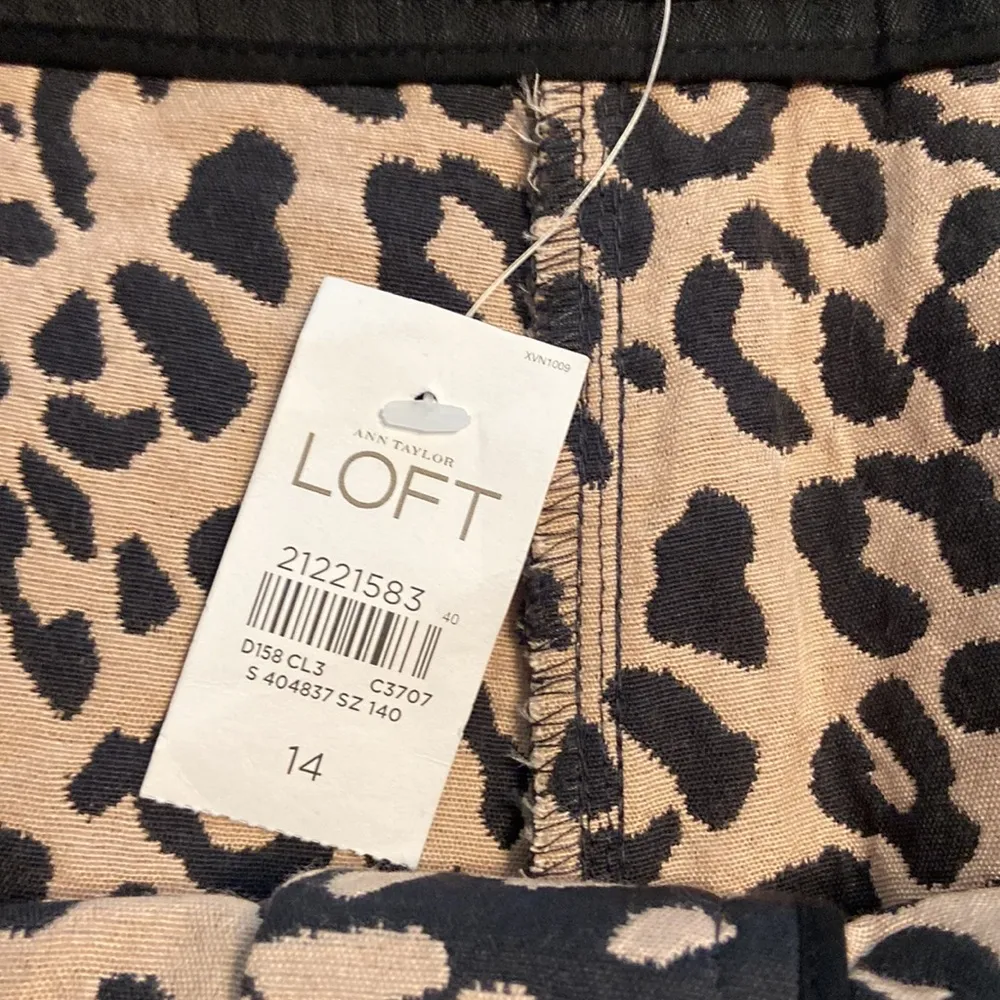 XVN1009
ANN TAYLOR
LOFT
21221583
40
D158 CL3 C3707
S 404837 SZ 140
14